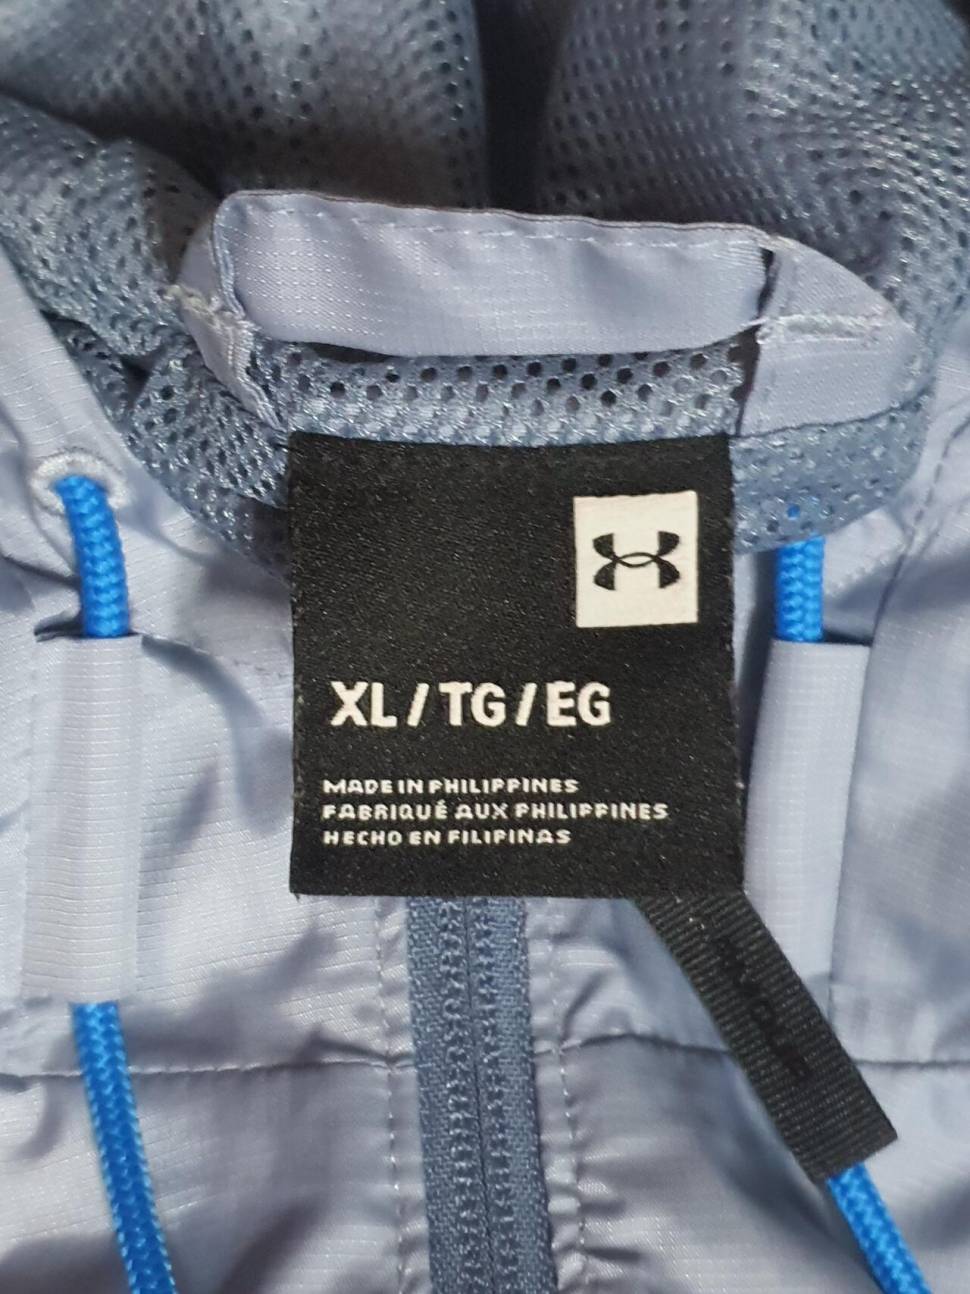 XL / TG / EG
MADE IN PHILIPPINES
FABRIQUÉ AUX PHILIPPINES
HECHO EN FILIPINAS